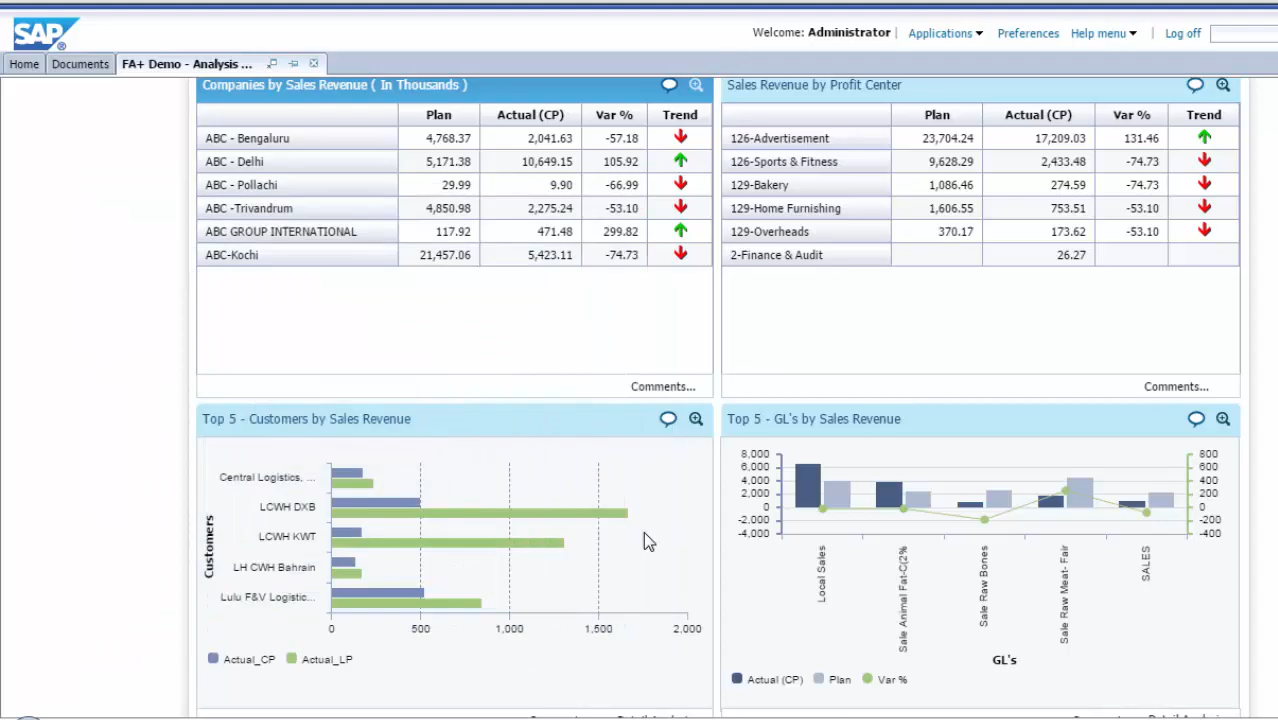 SAP®
Welcome: Administrator | Applications Preferences Help menu | Log off
Home Documents FA+ Demo - Analysis ...
Companies by Sales Revenue ( In Thousands )
Plan Actual (CP) Var % Trend
ABC - Bengaluru 4,768.37 2,041.63 -57.18
ABC - Delhi 5,171.38 10,649.15 105.92
ABC - Pollachi 29.99 9.90 -66.99
ABC -Trivandrum 4,850.98 2,275.24 -53.10
ABC GROUP INTERNATIONAL 117.92 471.48 299.82
ABC-Kochi 21,457.06 5,423.11 -74.73
Comments...
Sales Revenue by Profit Center
Plan Actual (CP) Var % Trend
126-Advertisement 23,704.24 17,209.03 131.46
126-Sports & Fitness 9,628.29 2,433.48 -74.73
129-Bakery 1,086.46 274.59 -74.73
129-Home Furnishing 1,606.55 753.51 -53.10
129-Overheads 370.17 173.62 -53.10
2-Finance & Audit 26.27
Comments...
Top 5 - Customers by Sales Revenue
Customers
Central Logistics, ...
LCWH DXB
LCWH KWT
LH CWH Bahrain
Lulu F&V Logistic...
0 500 1,000 1,500 2,000
Actual_CP Actual_LP
Top 5 - GL's by Sales Revenue
8,000 800
6,000 600
4,000 400
2,000 200
0 0
-2,000 -200
-4,000 -400
Local Sales
Sale Animal Fat-C(2%
Sale Raw Bones
Sale Raw Meat- Fair
SALES
GL's
Actual (CP) Plan Var %